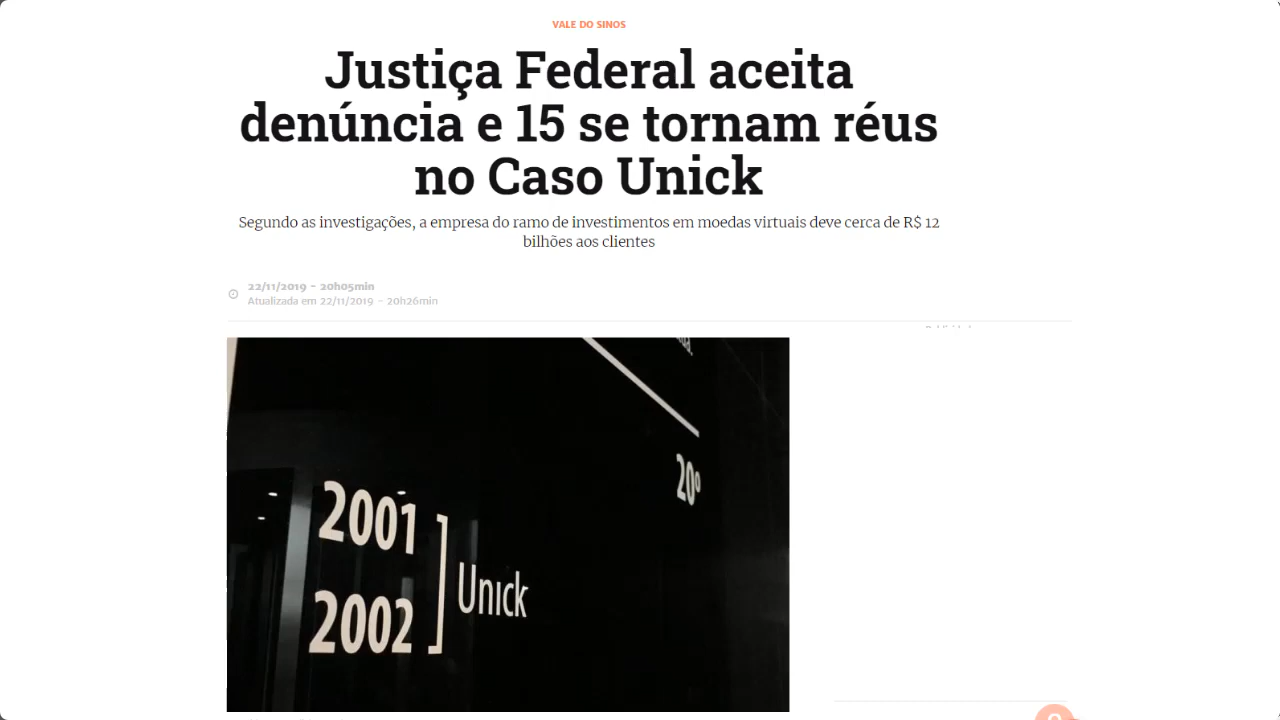 VALE DO SINOS
Justiça Federal aceita
denúncia e 15 se tornam réus
no Caso Unick
Segundo as investigações, a empresa do ramo de investimentos em moedas virtuais deve cerca de R$ 12
bilhões aos clientes
22/11/2019 - 20h05min
Atualizada em 22/11/2019 - 20h26min
20º
2001
Unick
2002